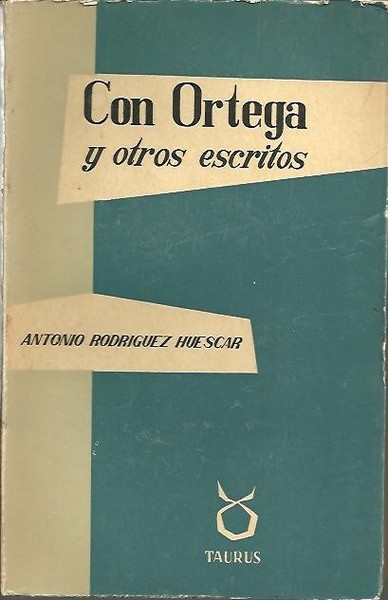 Con Ortega
y otros escritos
ANTONIO RODRIGUEZ HUESCAR
TAURUS